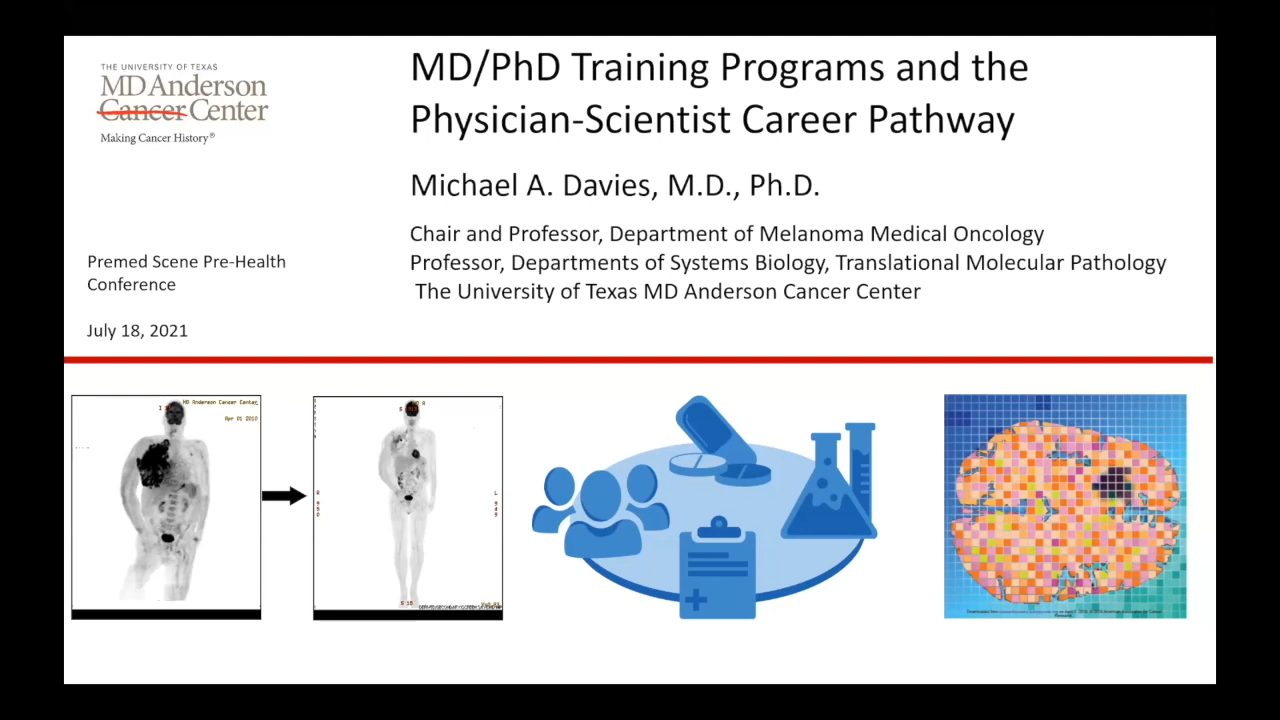 THE UNIVERSITY OF TEXAS
MD Anderson
Cancer Center
Making Cancer History®
MD/PhD Training Programs and the
Physician-Scientist Career Pathway
Michael A. Davies, M.D., Ph.D.
Chair and Professor, Department of Melanoma Medical Oncology
Professor, Departments of Systems Biology, Translational Molecular Pathology
The University of Texas MD Anderson Cancer Center
Premed Scene Pre-Health
Conference
July 18, 2021
MD Anderson Cancer Center
Apr 01 2010